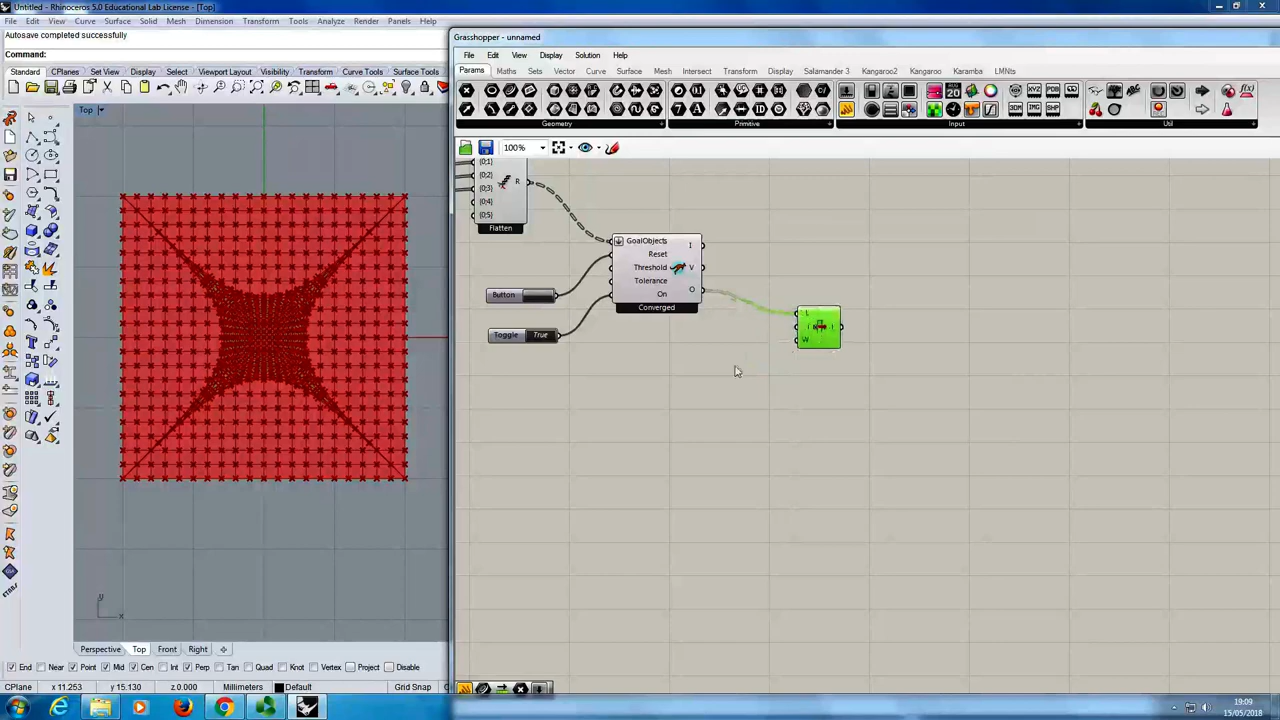 Untitled - Rhinoceros 5.0 Educational Lab License - [Top]
File Edit View Curve Surface Solid Mesh Dimension Transform Tools Analyze Render Panels Help
Autosave completed successfully
Command:
Standard CPlanes Set View Display Select Viewport Layout Visibility Transform Curve Tools Surface Tools
Top
y
x
Perspective Top Front Right
End Near Point Mid Cen Int Perp Tan Quad Knot Vertex Project Disable
CPlane x 11.253 y 15.130 z 0.000 Millimeters Default Grid Snap
Grasshopper - unnamed
File Edit View Display Solution Help
Params Maths Sets Vector Curve Surface Mesh Intersect Transform Display Salamander 3 Kangaroo2 Kangaroo Karamba LMNts
Geometry Primitive Input Util
100%
{0;1}
{0;2}
{0;3}
{0;4}
{0;5}
R
Flatten
GoalObjects
Reset
Threshold
Tolerance
On
I
V
O
Converged
Button
Toggle True
L
I
W
I
19:09
15/05/2018